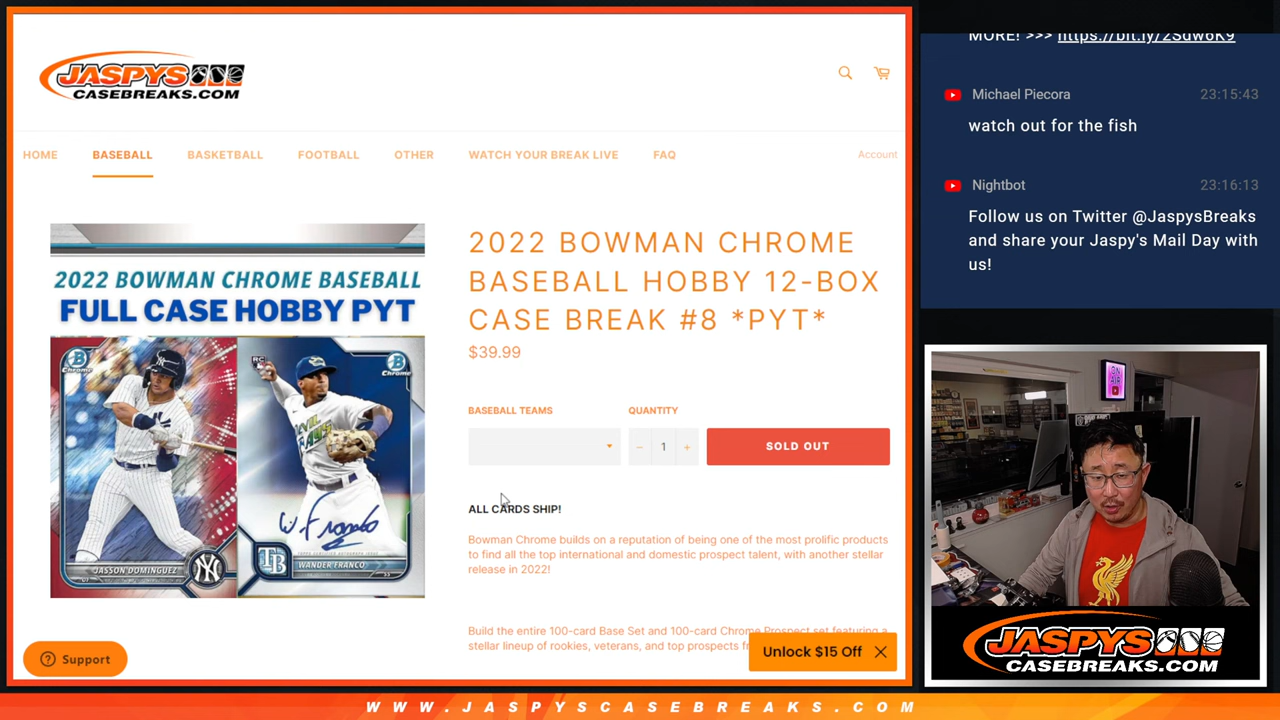 JASPYS
CASEBREAKS.COM
HOME
BASEBALL
BASKETBALL
FOOTBALL
OTHER
WATCH YOUR BREAK LIVE
FAQ
Account
2022 BOWMAN CHROME BASEBALL
FULL CASE HOBBY PYT
Chrome
JASSON DOMINGUEZ
RC
Chrome
TB
WANDER FRANCO
2022 BOWMAN CHROME
BASEBALL HOBBY 12-BOX
CASE BREAK #8 *PYT*
$39.99
BASEBALL TEAMS
QUANTITY
− 1 +
SOLD OUT
ALL CARDS SHIP!
Bowman Chrome builds on a reputation of being one of the most prolific products
to find all the top international and domestic prospect talent, with another stellar
release in 2022!
Build the entire 100-card Base Set and 100-card Chrome Prospect set featuring a
stellar lineup of rookies, veterans, and top prospects
Support
Unlock $15 Off
MORE! >>> https://bit.ly/2Sdw6K9
Michael Piecora
23:15:43
watch out for the fish
Nightbot
23:16:13
Follow us on Twitter @JaspysBreaks
and share your Jaspy's Mail Day with
us!
JASPYS
CASEBREAKS.COM
WWW.JASPYSCASEBREAKS.COM